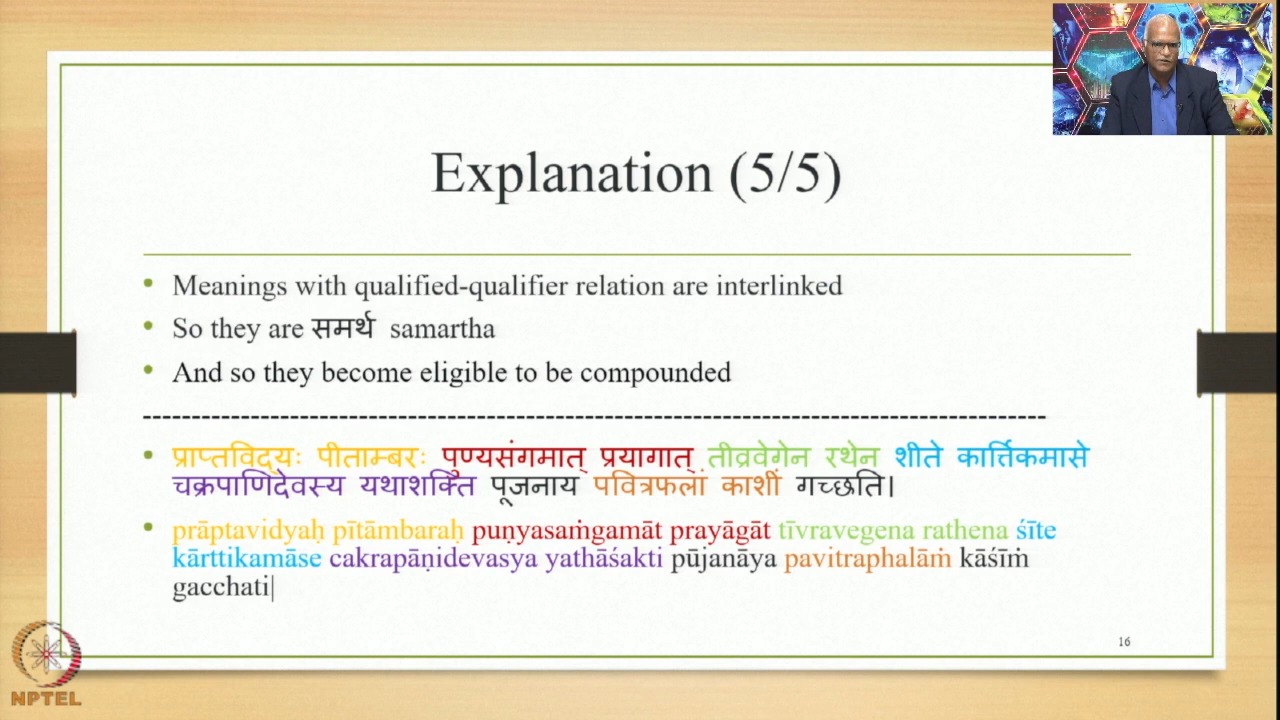 Explanation (5/5)
• Meanings with qualified-qualifier relation are interlinked
• So they are समर्थ samartha
• And so they become eligible to be compounded
-------------------------------------------------------------------------------------------
• प्राप्तविद्यः पीताम्बरः पुण्यसंगमात् प्रयागात् तीव्रवेगेन रथेन शीते कार्त्तिकमासे
चक्रपाणिदेवस्य यथाशक्ति पूजनाय पवित्रफलां काशीं गच्छति।
• prāptavidyaḥ pītāmbaraḥ puṇyasaṁgamāt prayāgāt tīvravegena rathena śīte
kārttikamāse cakrapāṇidevasya yathāśakti pūjanāya pavitraphalāṁ kāśīṁ
gacchati|
16
NPTEL